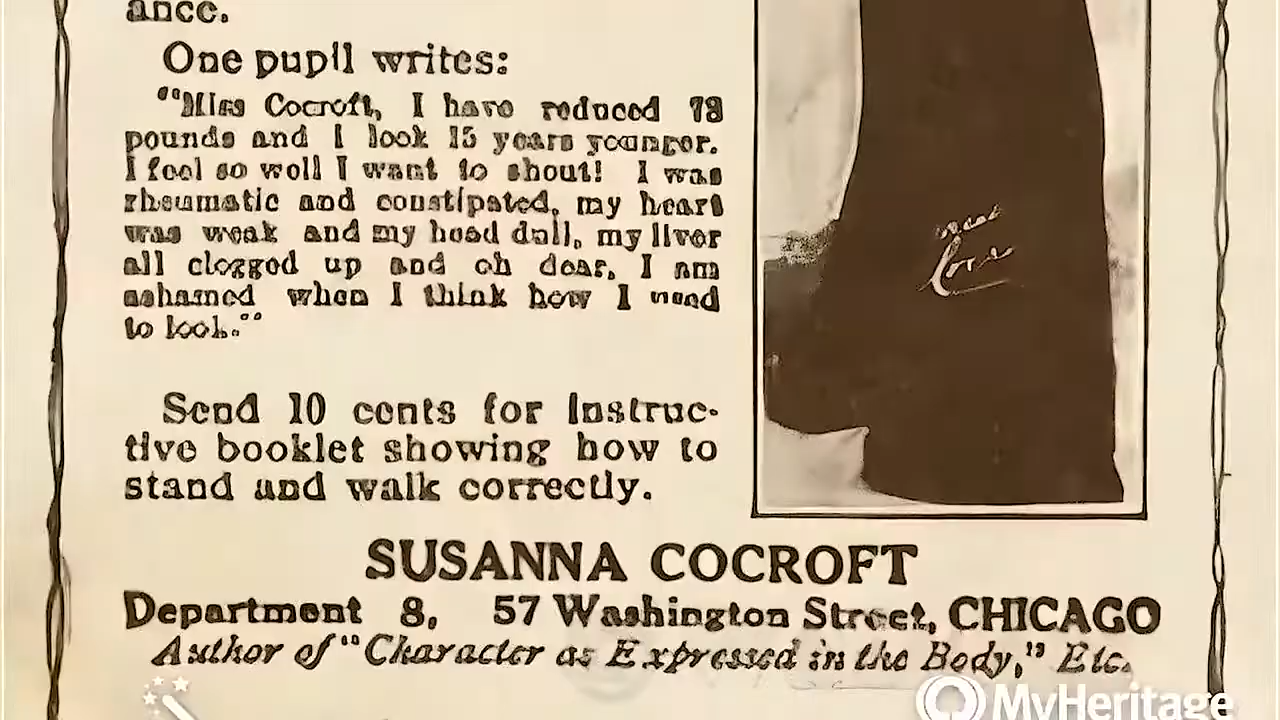 ance.
One pupil writes:
"Miss Cocroft, I have reduced 78
pounds and I look 15 years younger.
I feel so well I want to shout! I was
rheumatic and constipated, my heart
was weak and my head dull, my liver
all clogged up and oh dear, I am
ashamed when I think how I used
to look."
Send 10 cents for instruc-
tive booklet showing how to
stand and walk correctly.
SUSANNA COCROFT
Department 8, 57 Washington Street, CHICAGO
Author of "Character as Expressed in the Body," Etc.
MyHeritage